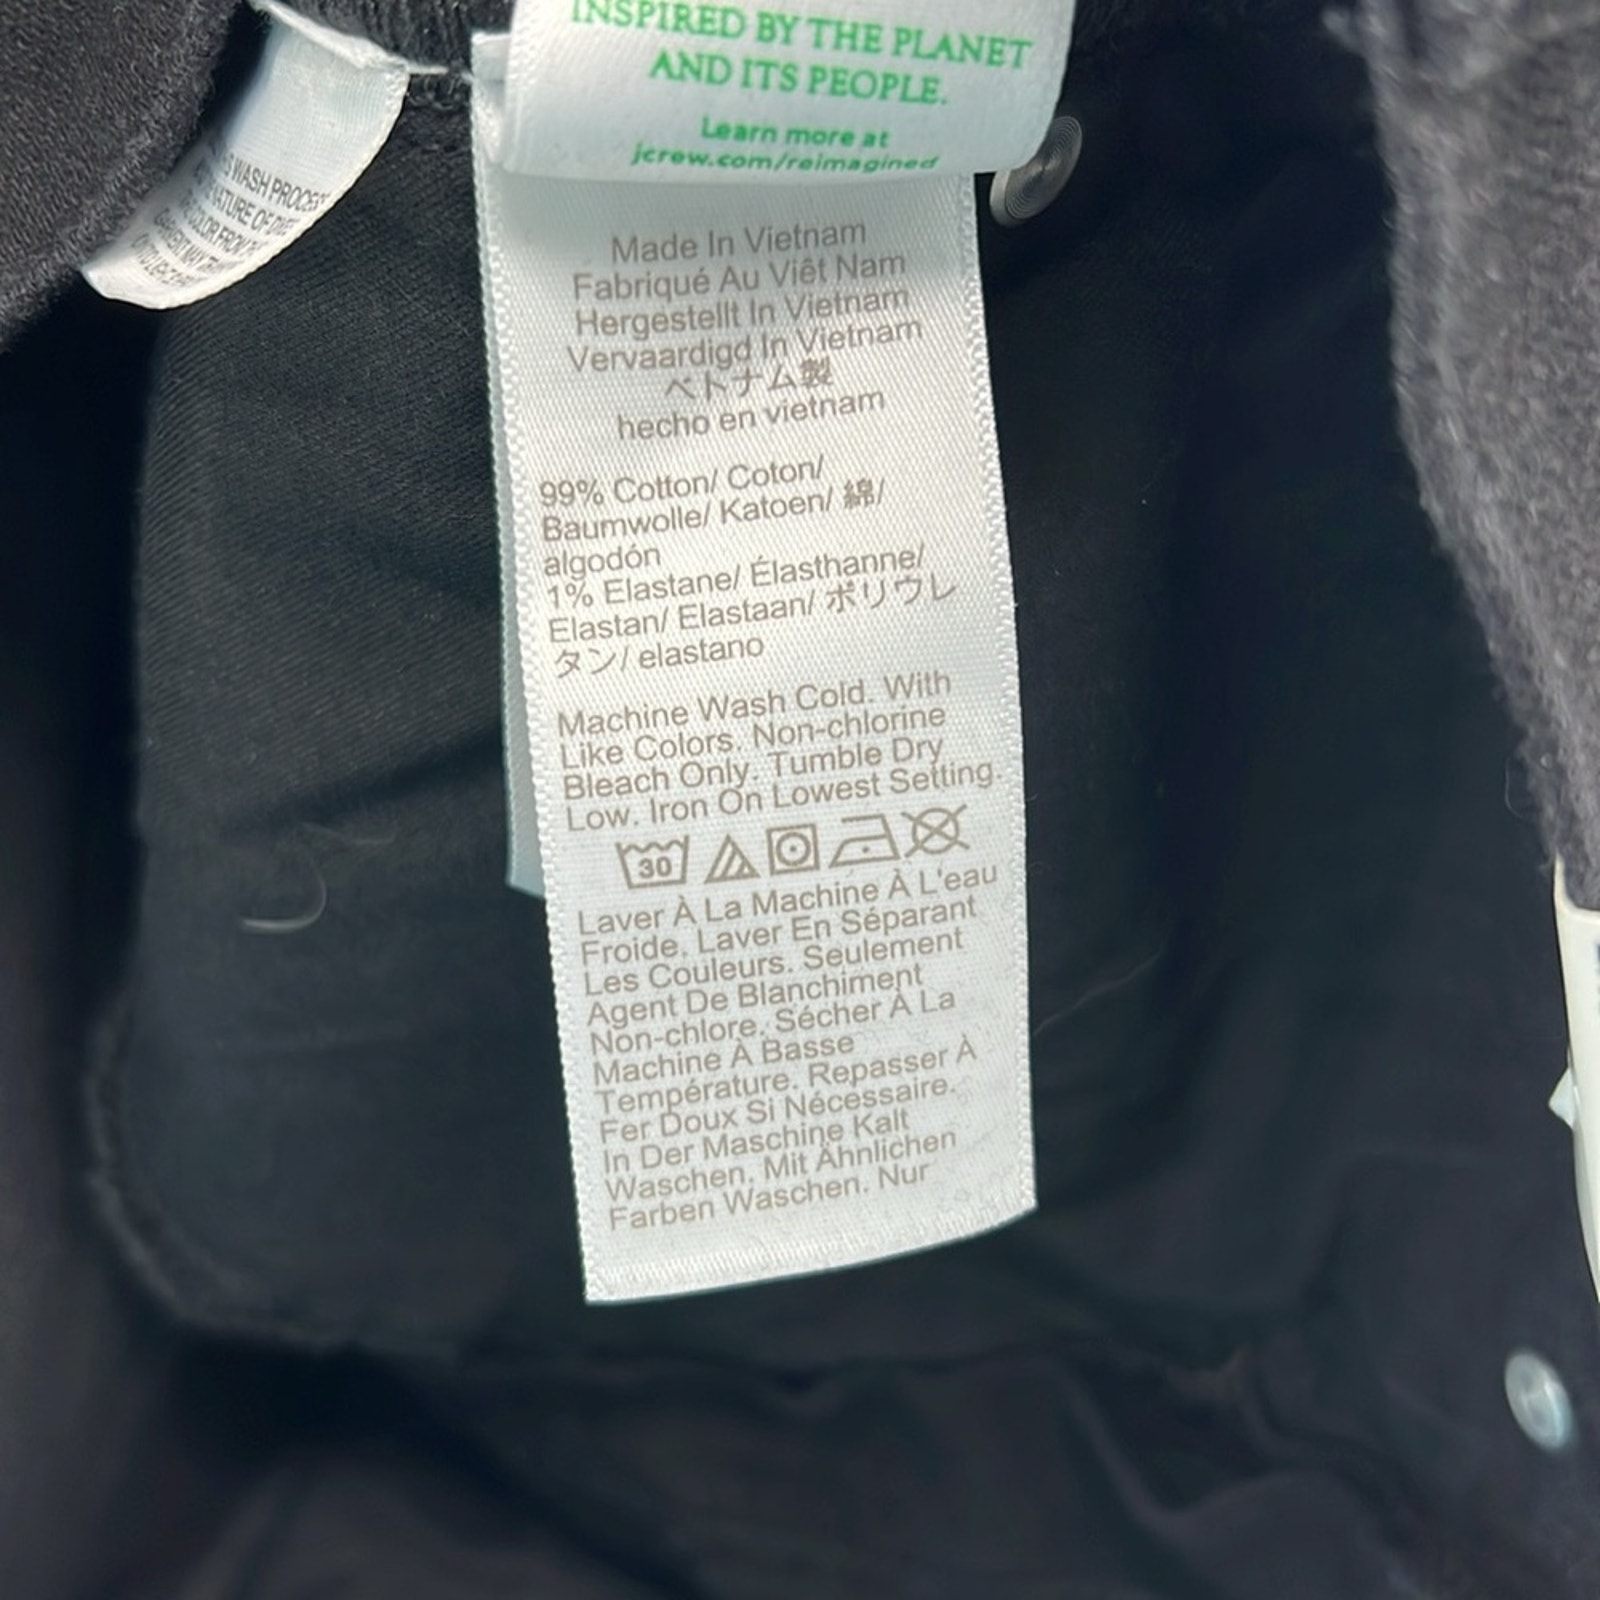 INSPIRED BY THE PLANET
AND ITS PEOPLE.
Learn more at
jcrew.com/reimagined
WASH PROCE
NATURE OF
COLOR FROM
Made In Vietnam
Fabriqué Au Viêt Nam
Hergestellt In Vietnam
Vervaardigd In Vietnam
ベトナム製
hecho en vietnam
99% Cotton/ Coton/
Baumwolle/ Katoen/ 綿/
algodón
1% Elastane/ Élasthanne/
Elastan/ Elastaan/ ポリウレ
タン/ elastano
Machine Wash Cold. With
Like Colors. Non-chlorine
Bleach Only. Tumble Dry
Low. Iron On Lowest Setting.
30
Laver À La Machine À L'eau
Froide. Laver En Séparant
Les Couleurs. Seulement
Agent De Blanchiment
Non-chlore. Sécher À La
Machine À Basse
Température. Repasser À
Fer Doux Si Nécessaire.
In Der Maschine Kalt
Waschen. Mit Ähnlichen
Farben Waschen. Nur